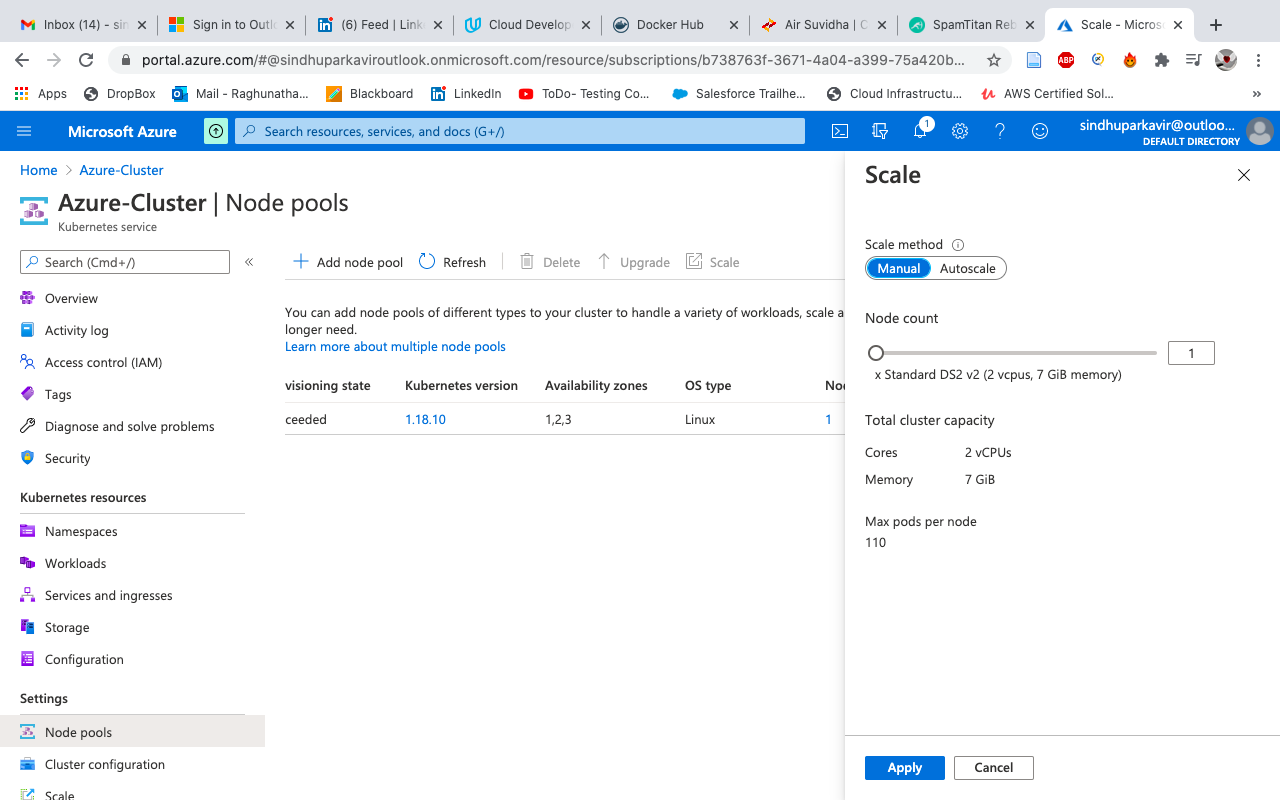 Inbox (14) - sin
Sign in to Outlo
(6) Feed | Linke
Cloud Develop
Docker Hub
Air Suvidha | C
SpamTitan Reb
Scale - Microso
portal.azure.com/#@sindhuparkaviroutlook.onmicrosoft.com/resource/subscriptions/b738763f-3671-4a04-a399-75a420b...
ABP
Apps
DropBox
Mail - Raghunatha...
Blackboard
LinkedIn
ToDo- Testing Co...
Salesforce Trailhe...
Cloud Infrastructu...
AWS Certified Sol...
»
Microsoft Azure
Search resources, services, and docs (G+/)
1
sindhuparkavir@outloo...
DEFAULT DIRECTORY
Home > Azure-Cluster
Azure-Cluster | Node pools
Kubernetes service
Search (Cmd+/)
«
Overview
Activity log
Access control (IAM)
Tags
Diagnose and solve problems
Security
Kubernetes resources
Namespaces
Workloads
Services and ingresses
Storage
Configuration
Settings
Node pools
Cluster configuration
Scale
Add node pool
Refresh
Delete
Upgrade
Scale
You can add node pools of different types to your cluster to handle a variety of workloads, scale a
longer need.
Learn more about multiple node pools
visioning state Kubernetes version Availability zones OS type Noc
ceeded 1.18.10 1,2,3 Linux 1
Scale
Scale method
Manual Autoscale
Node count
1
x Standard DS2 v2 (2 vcpus, 7 GiB memory)
Total cluster capacity
Cores 2 vCPUs
Memory 7 GiB
Max pods per node
110
Apply Cancel